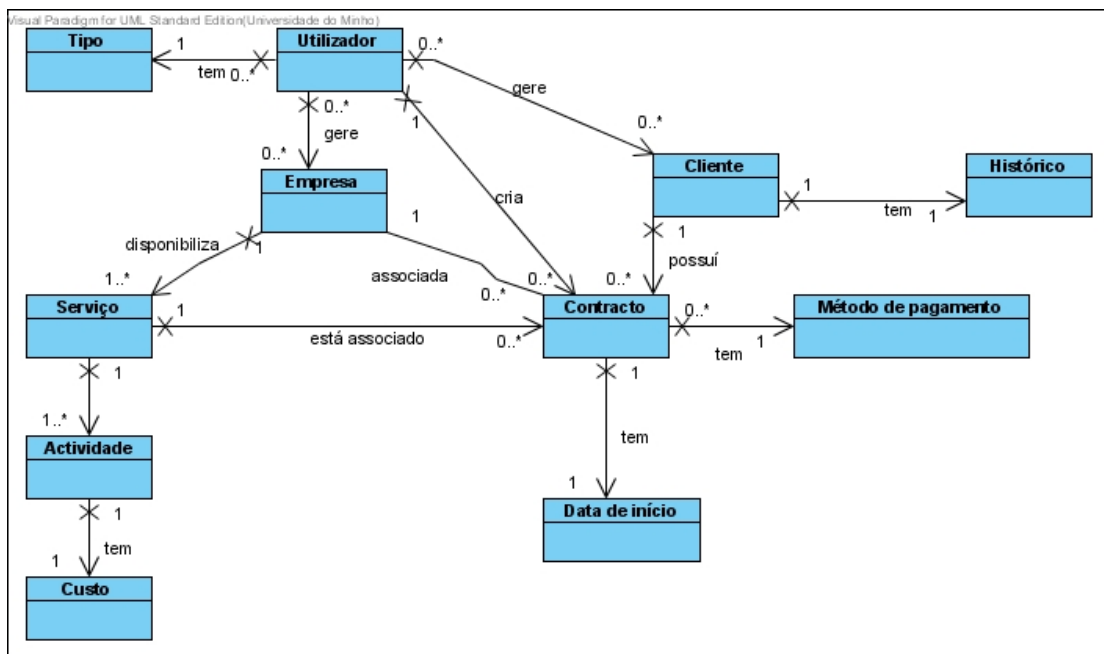 Visual Paradigm for UML Standard Edition(Universidade do Minho)
Tipo
1
tem
0..*
Utilizador
0..*
gere
0..*
0..*
gere
0..*
1
cria
0..*
Empresa
1
disponibiliza
1..*
1
associada
0..*
Cliente
1
tem
1
Histórico
1
possuí
0..*
Serviço
1
está associado
0..*
Contracto
0..*
tem
1
Método de pagamento
1
1..*
1
tem
1
Actividade
1
tem
1
Data de início
Custo